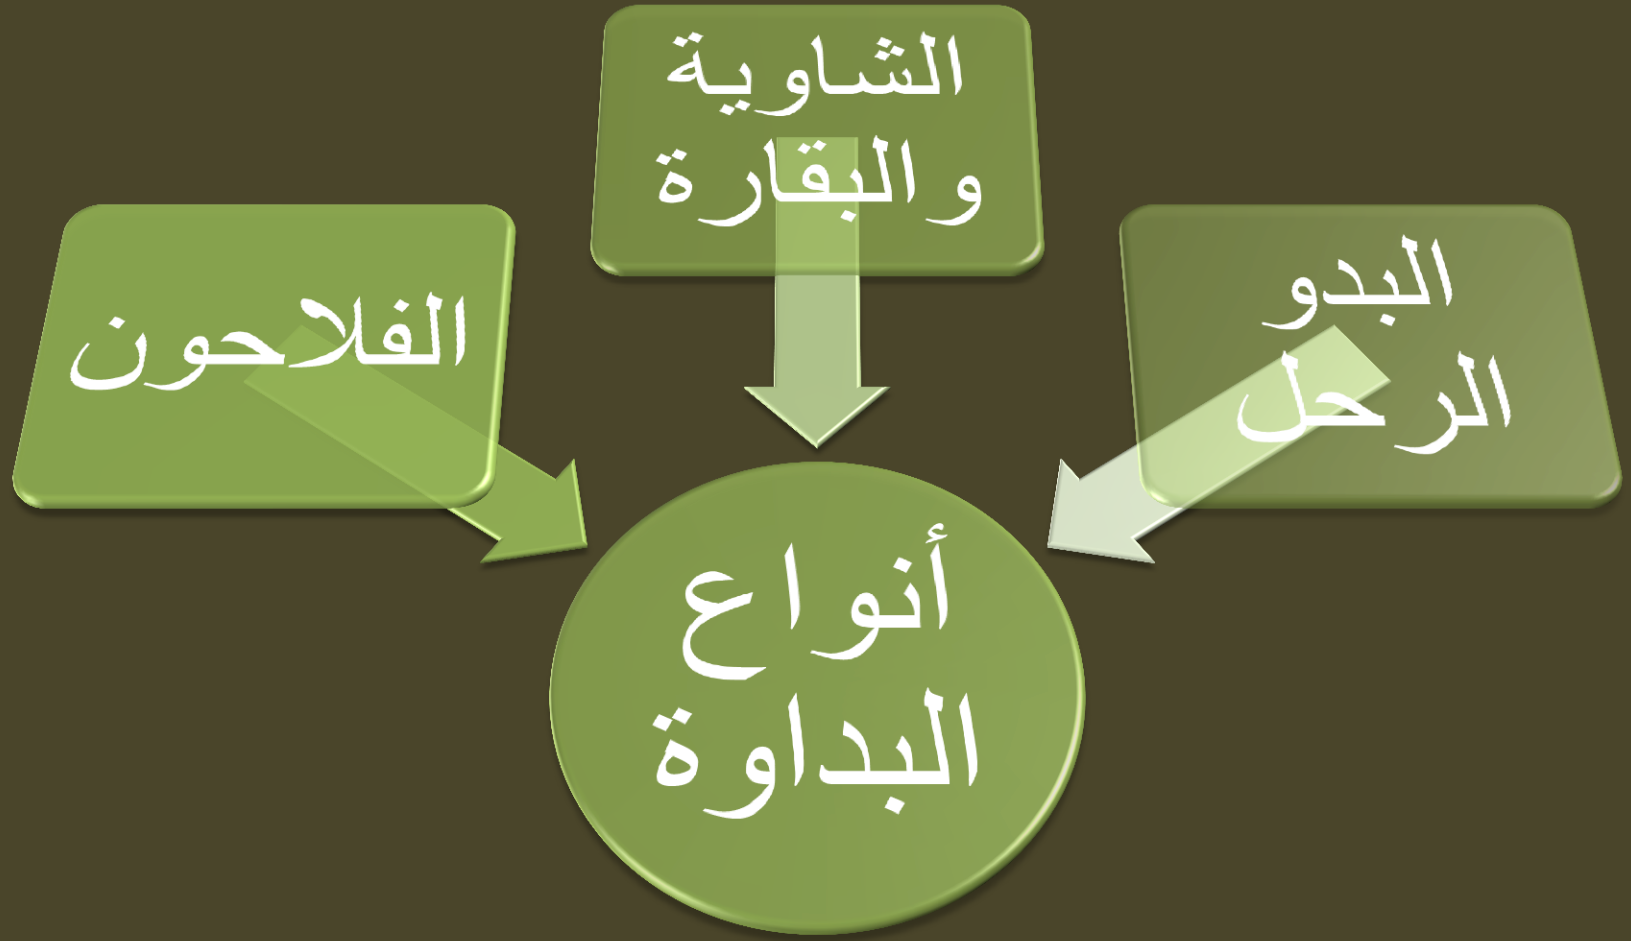 الشاوية
والبقارة
البدو
الرحل
الفلاحون
أنواع
البداوة